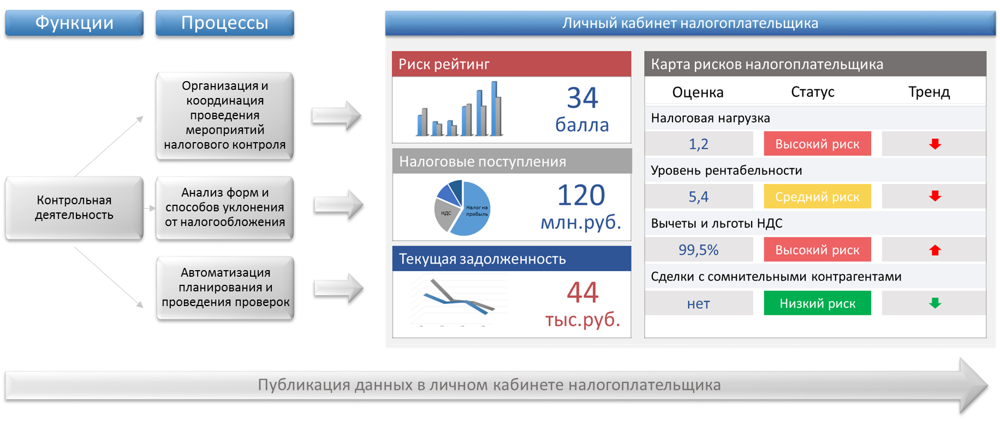 Функции
Процессы
Контрольная
деятельность
Организация и
координация
проведения
мероприятий
налогового контроля
Анализ форм и
способов уклонения
от налогообложения
Автоматизация
планирования и
проведения проверок
Личный кабинет налогоплательщика
Риск рейтинг
34
балла
Налоговые поступления
НДС
Налог на
прибыль
120
млн.руб.
Текущая задолженность
44
тыс.руб.
Карта рисков налогоплательщика
Оценка Статус Тренд
Налоговая нагрузка
1,2 Высокий риск
Уровень рентабельности
5,4 Средний риск
Вычеты и льготы НДС
99,5% Высокий риск
Сделки с сомнительными контрагентами
нет Низкий риск
Публикация данных в личном кабинете налогоплательщика